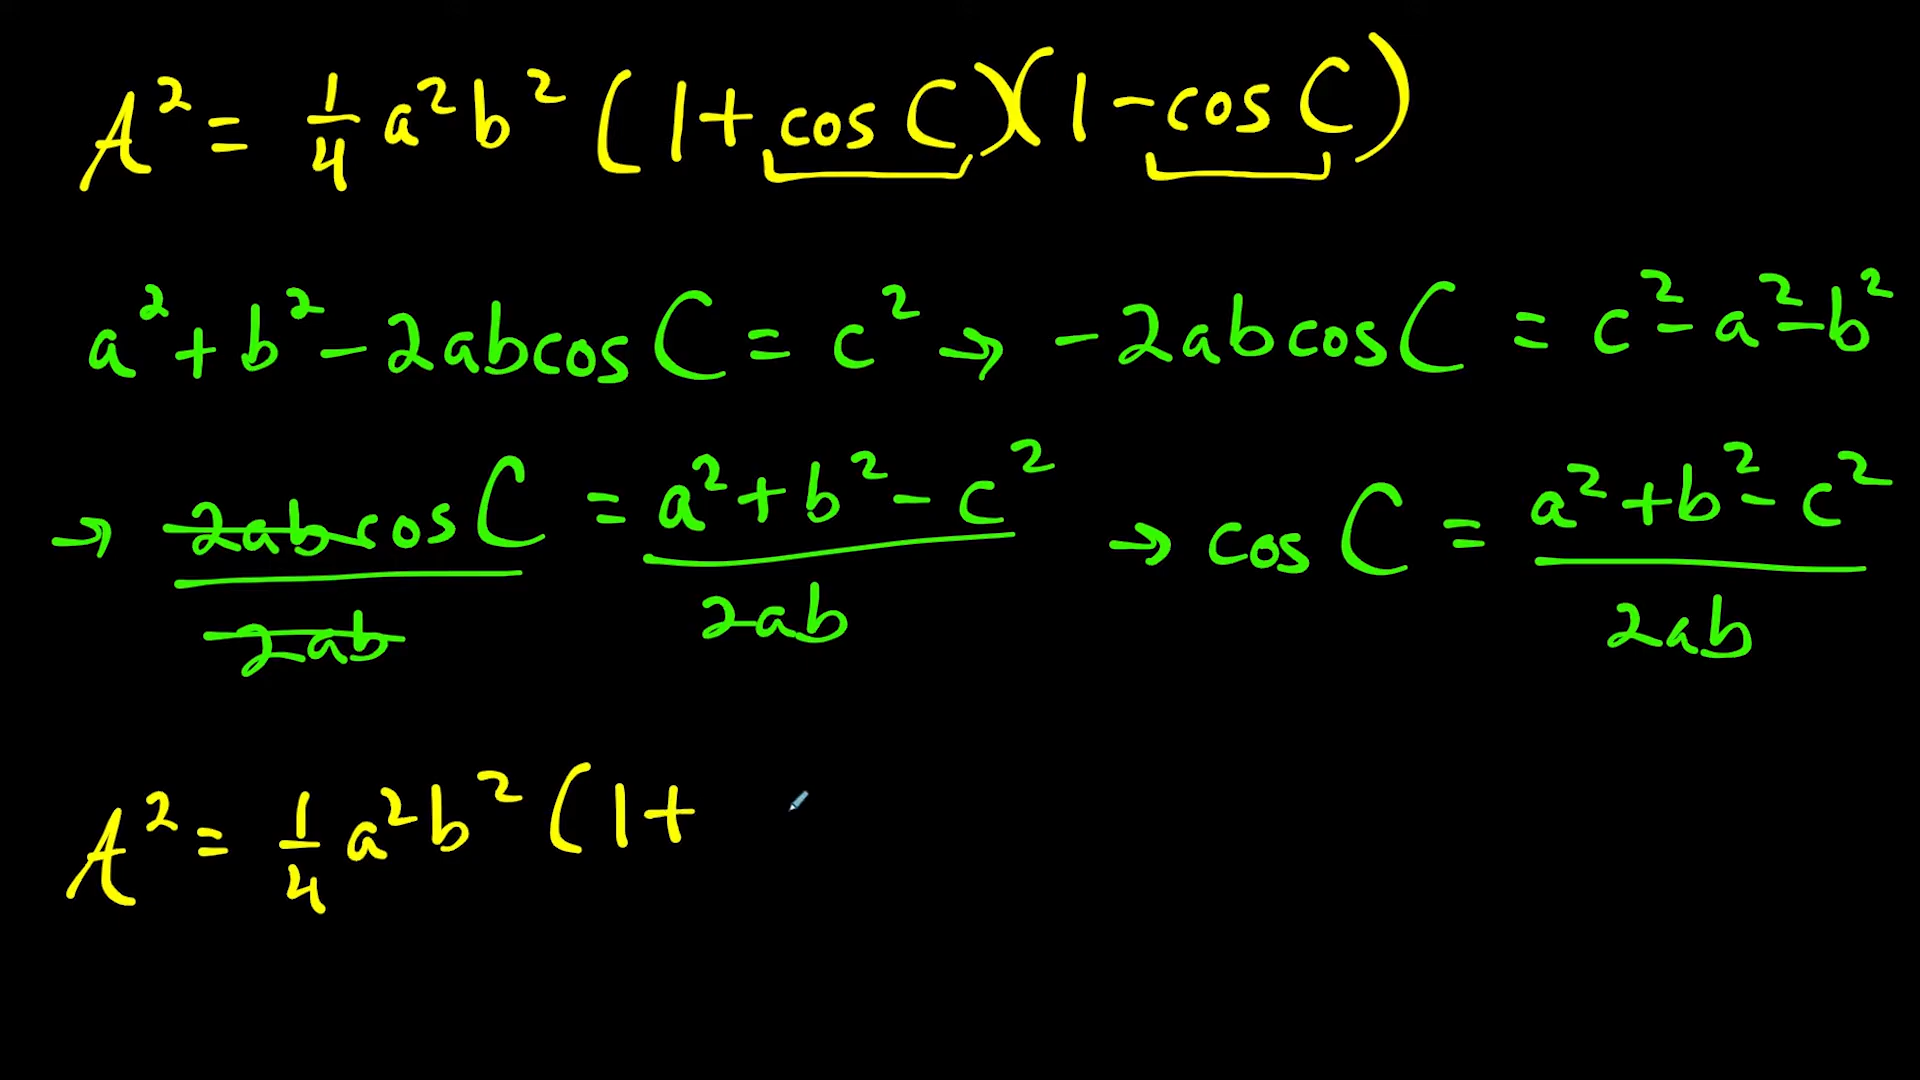 A² = 1/4 a²b² (1 + cos C)(1 - cos C)
a² + b² - 2abcos C = c² → -2abcos C = c² - a² - b²
→ 2abcos C / 2ab = a² + b² - c² / 2ab → cos C = a² + b² - c² / 2ab
A² = 1/4 a²b² (1 +